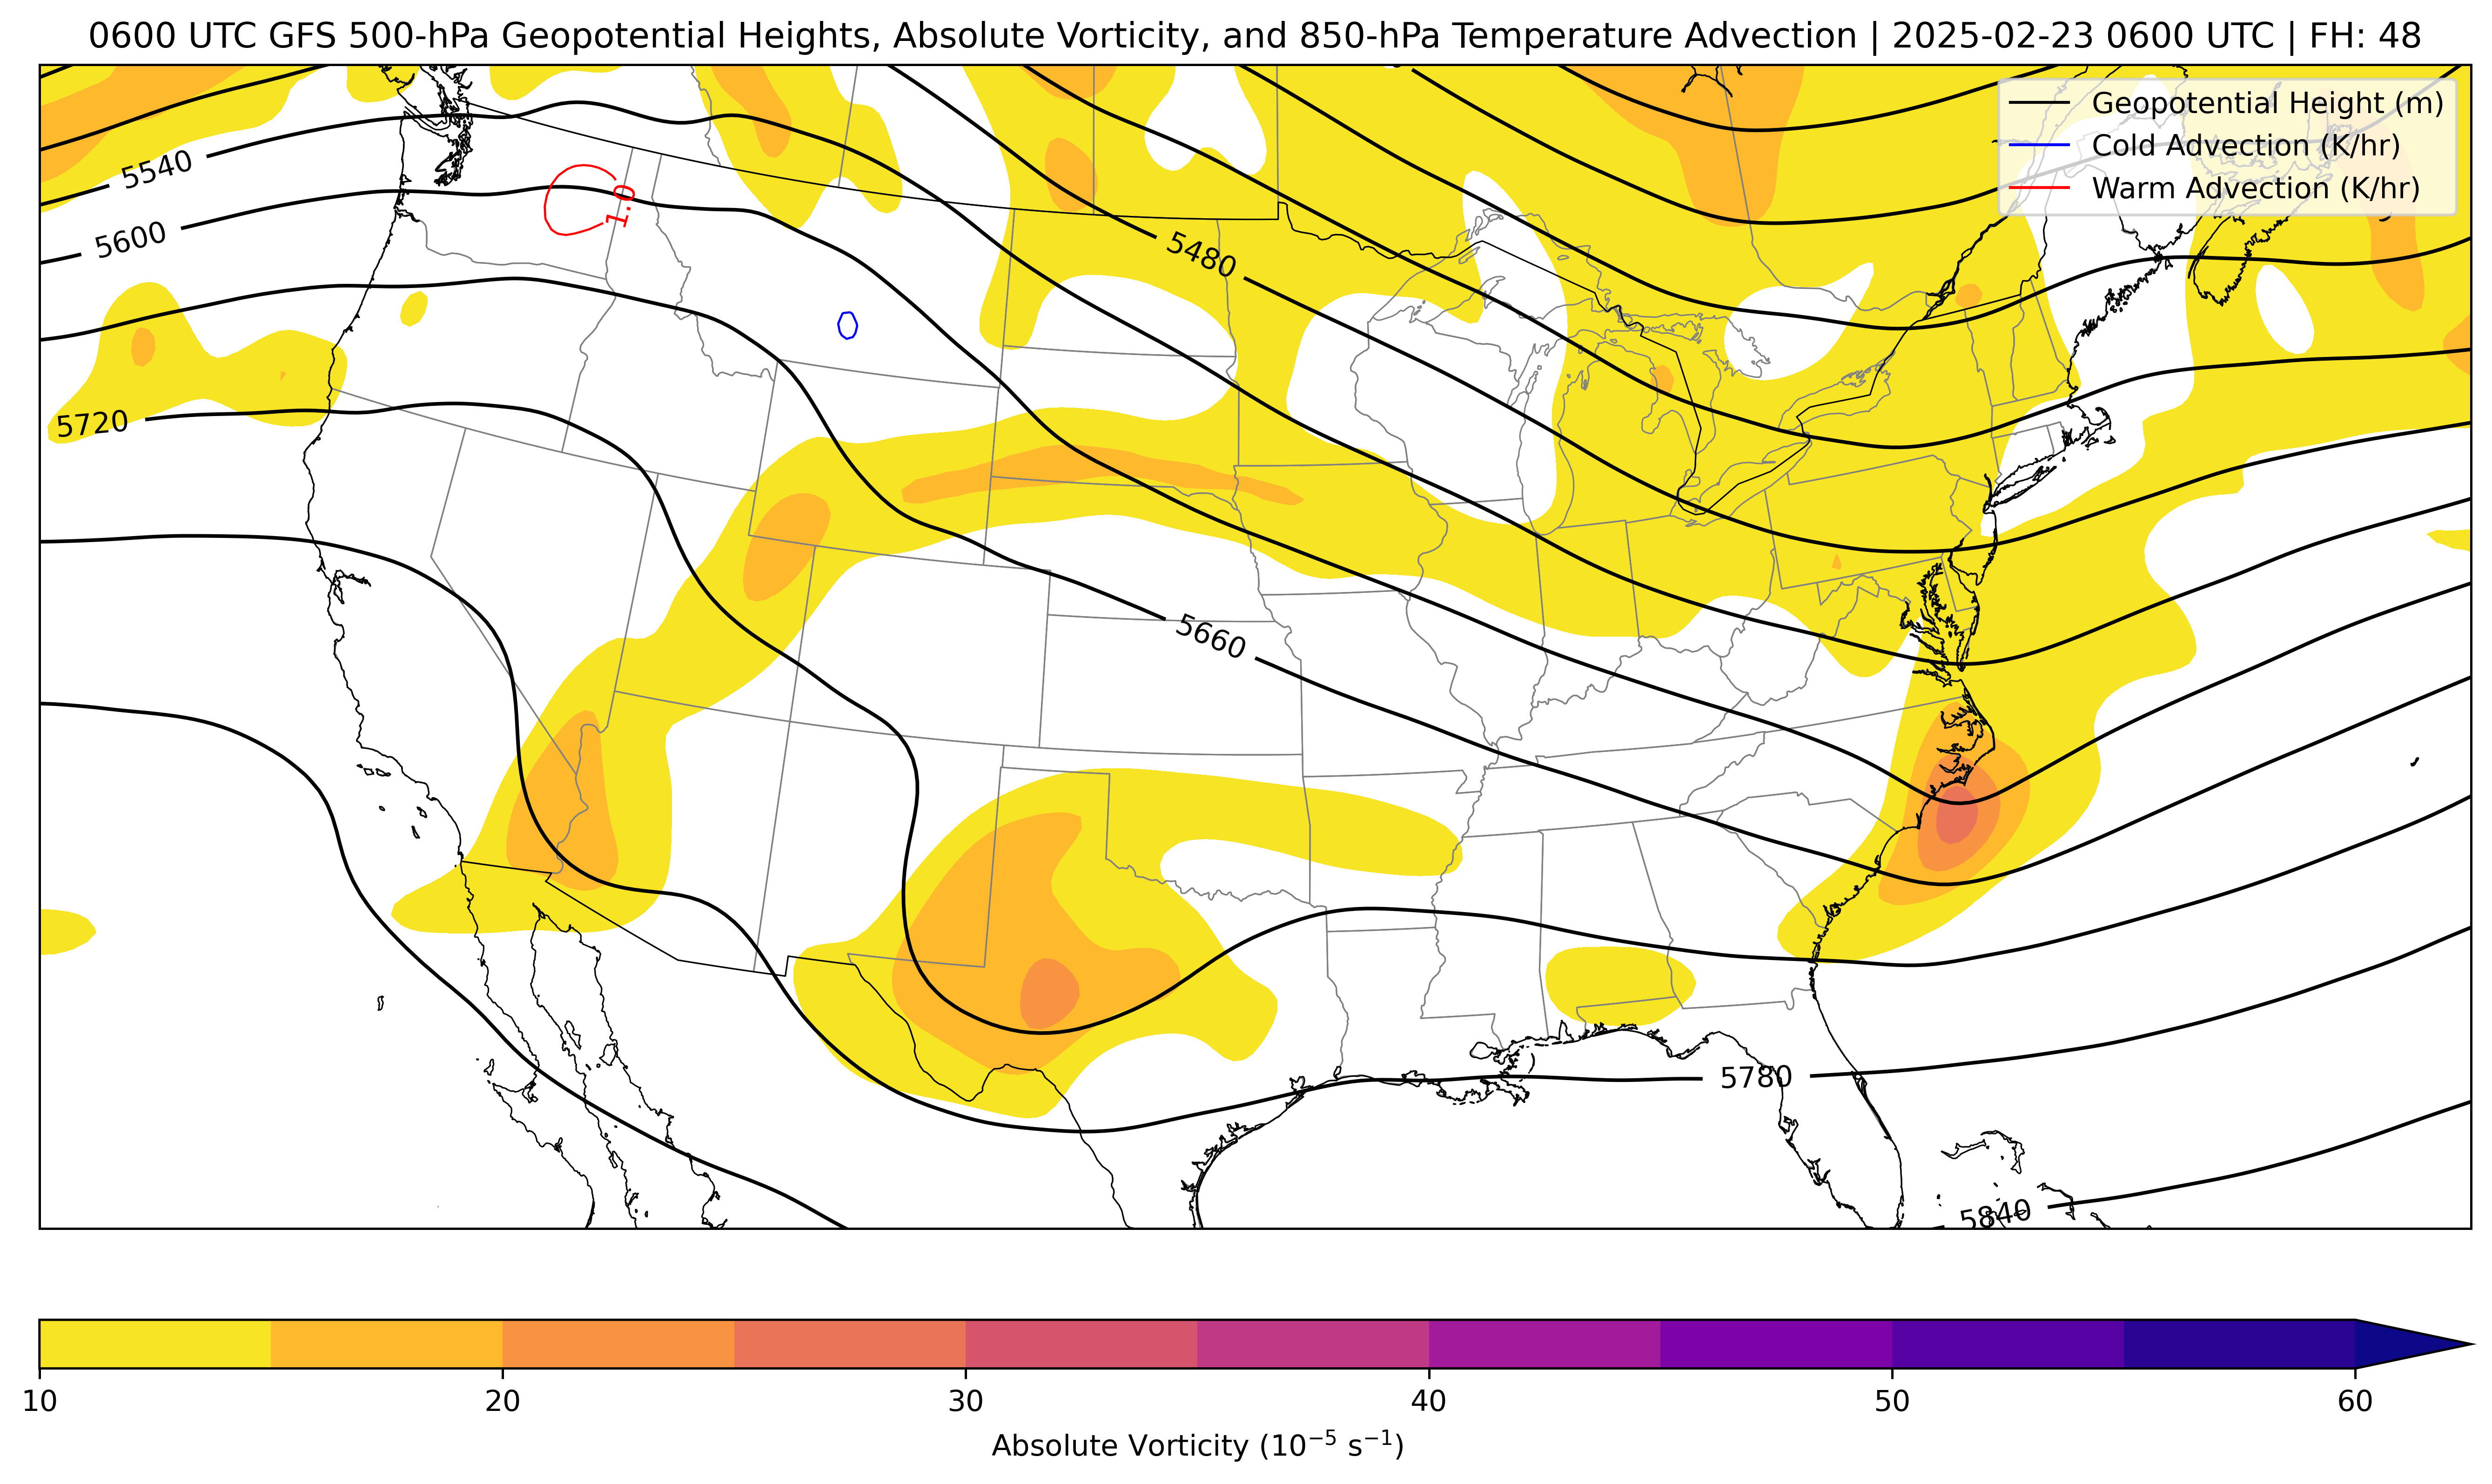 0600 UTC GFS 500-hPa Geopotential Heights, Absolute Vorticity, and 850-hPa Temperature Advection | 2025-02-23 0600 UTC | FH: 48
Geopotential Height (m)
Cold Advection (K/hr)
Warm Advection (K/hr)
5540
1.0
5600
5480
5720
5660
5780
5840
10 20 30 40 50 60
Absolute Vorticity (10⁻⁵ s⁻¹)